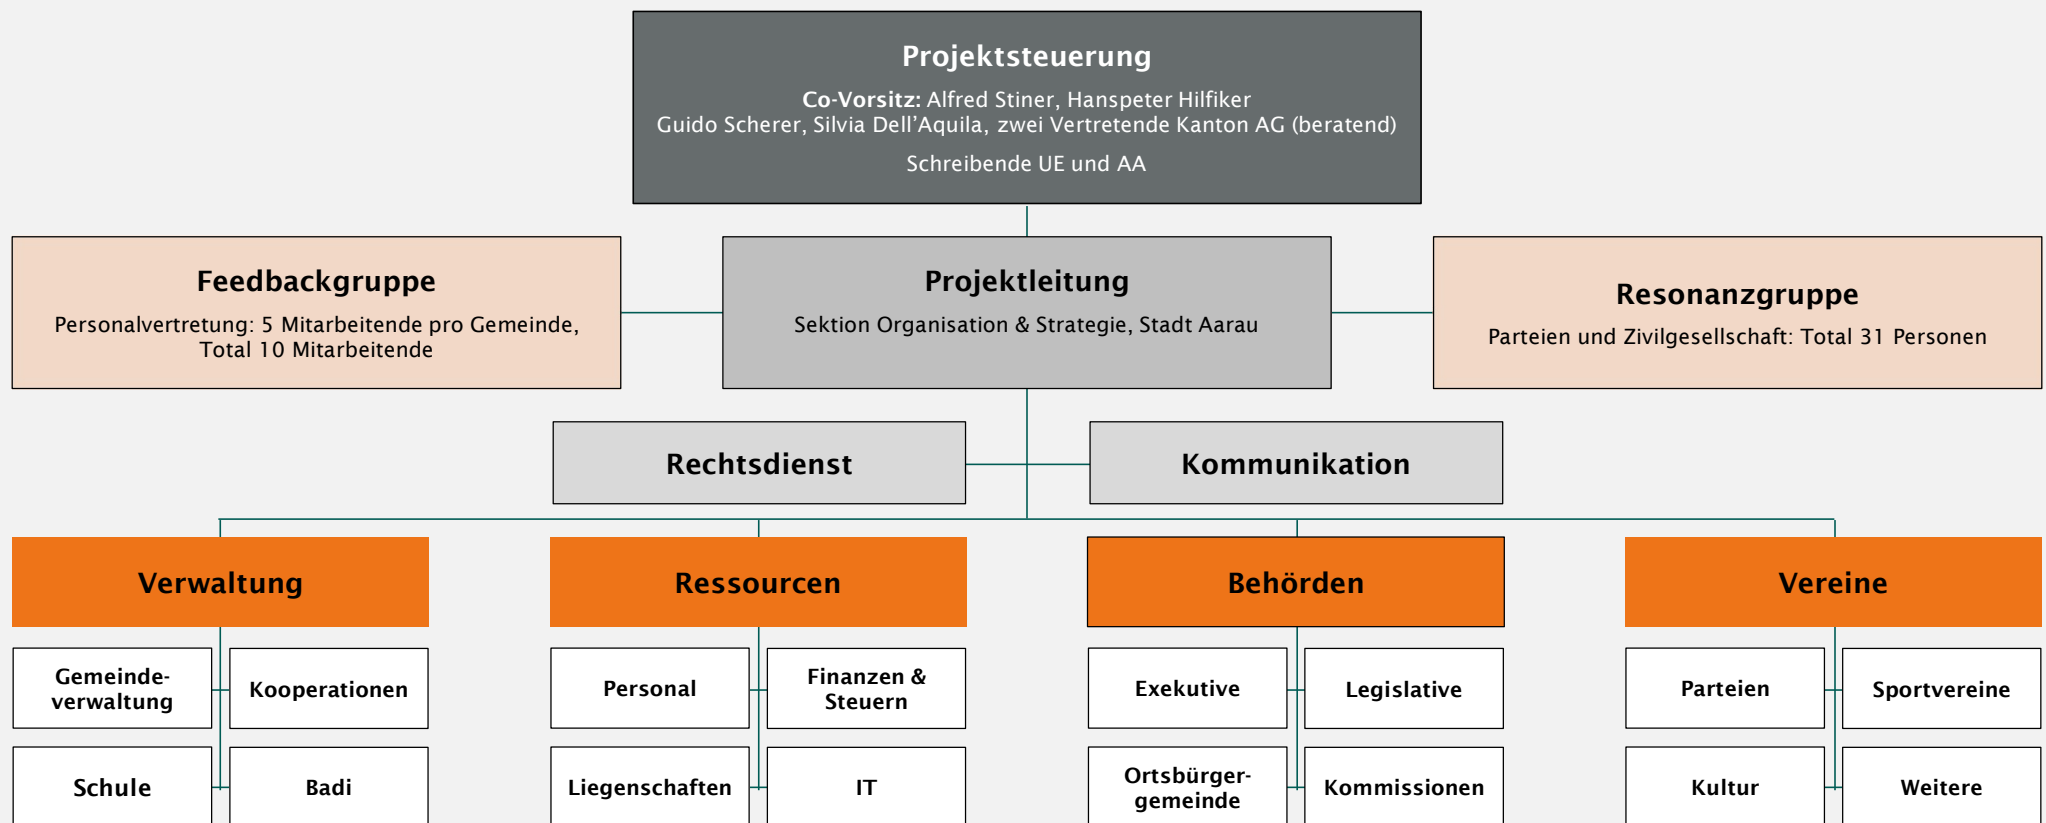 Projektsteuerung
Co-Vorsitz: Alfred Stiner, Hanspeter Hilfiker
Guido Scherer, Silvia Dell’Aquila, zwei Vertretende Kanton AG (beratend)
Schreibende UE und AA
Feedbackgruppe
Personalvertretung: 5 Mitarbeitende pro Gemeinde,
Total 10 Mitarbeitende
Projektleitung
Sektion Organisation & Strategie, Stadt Aarau
Resonanzgruppe
Parteien und Zivilgesellschaft: Total 31 Personen
Rechtsdienst
Kommunikation
Verwaltung
Gemeinde-
verwaltung
Kooperationen
Schule
Badi
Ressourcen
Personal
Finanzen &
Steuern
Liegenschaften
IT
Behörden
Exekutive
Legislative
Ortsbürger-
gemeinde
Kommissionen
Vereine
Parteien
Sportvereine
Kultur
Weitere